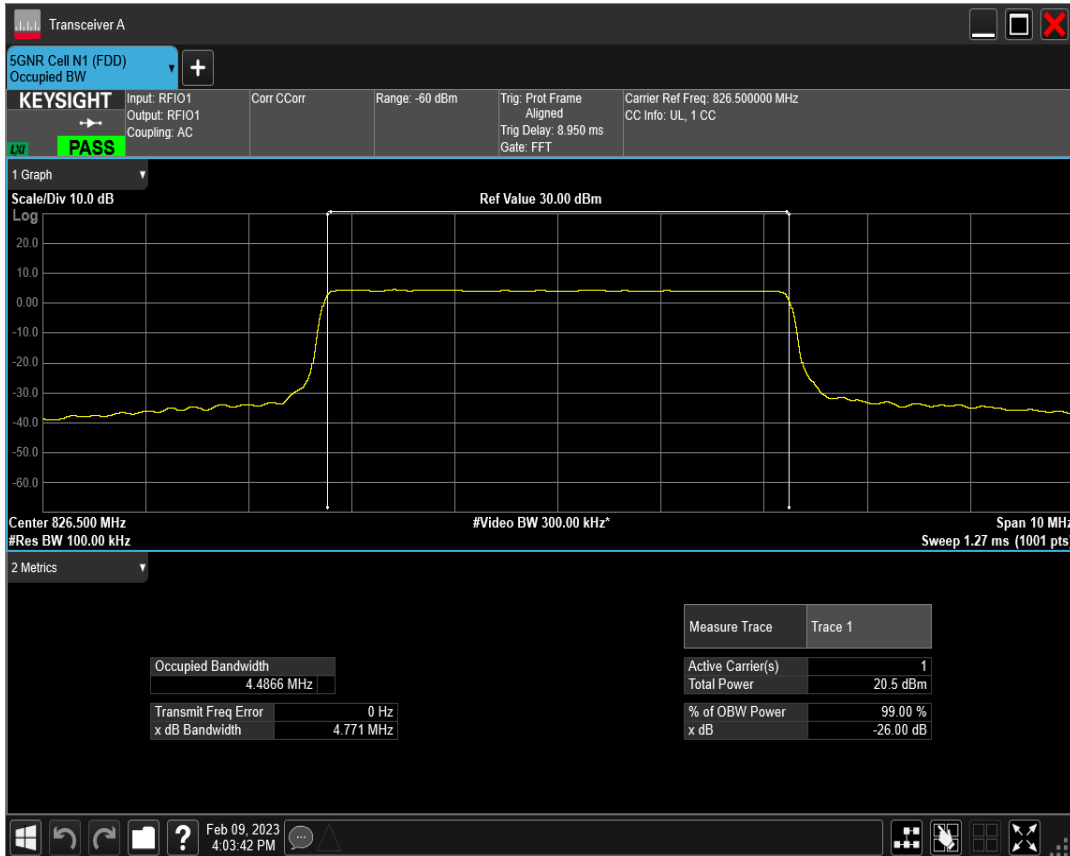 Transceiver A
5GNR Cell N1 (FDD)
Occupied BW
+
KEYSIGHT
LXI
PASS
Input: RFIO1
Output: RFIO1
Coupling: AC
Corr CCorr
Range: -60 dBm
Trig: Prot Frame
Aligned
Trig Delay: 8.950 ms
Gate: FFT
Carrier Ref Freq: 826.500000 MHz
CC Info: UL, 1 CC
1 Graph
Scale/Div 10.0 dB
Ref Value 30.00 dBm
Log
20.0
10.0
0.00
-10.0
-20.0
-30.0
-40.0
-50.0
-60.0
Center 826.500 MHz
#Video BW 300.00 kHz*
Span 10 MHz
#Res BW 100.00 kHz
Sweep 1.27 ms (1001 pts)
2 Metrics
Measure Trace Trace 1
Occupied Bandwidth
4.4866 MHz
Active Carrier(s) 1
Total Power 20.5 dBm
Transmit Freq Error 0 Hz
x dB Bandwidth 4.771 MHz
% of OBW Power 99.00 %
x dB -26.00 dB
?
Feb 09, 2023
4:03:42 PM